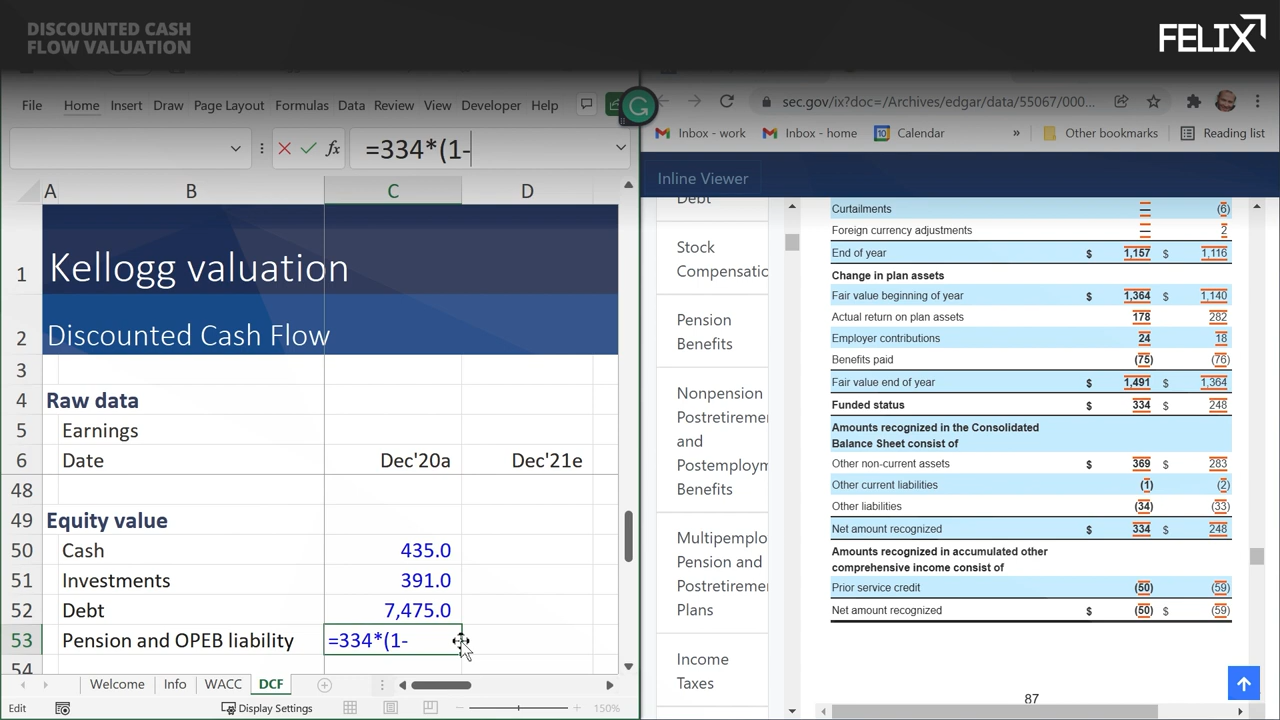 DISCOUNTED CASH
FLOW VALUATION
FELIX
File Home Insert Draw Page Layout Formulas Data Review View Developer Help
fx =334*(1-
sec.gov/ix?doc=/Archives/edgar/data/55067/000...
Inbox - work Inbox - home Calendar » Other bookmarks Reading list
Inline Viewer
A B C D
1 Kellogg valuation
2 Discounted Cash Flow
3
4 Raw data
5 Earnings
6 Date Dec'20a Dec'21e
48
49 Equity value
50 Cash 435.0
51 Investments 391.0
52 Debt 7,475.0
53 Pension and OPEB liability =334*(1-
54
Welcome Info WACC DCF
Edit Display Settings 150%
Debt
Stock
Compensatio
Pension
Benefits
Nonpension
Postretiremer
and
Postemploym
Benefits
Multipemplo
Pension and
Postretiremer
Plans
Income
Taxes
Curtailments — (6)
Foreign currency adjustments — 2
End of year $ 1,157 $ 1,116
Change in plan assets
Fair value beginning of year $ 1,364 $ 1,140
Actual return on plan assets 178 282
Employer contributions 24 18
Benefits paid (75) (76)
Fair value end of year $ 1,491 $ 1,364
Funded status $ 334 $ 248
Amounts recognized in the Consolidated
Balance Sheet consist of
Other non-current assets $ 369 $ 283
Other current liabilities (1) (2)
Other liabilities (34) (33)
Net amount recognized $ 334 $ 248
Amounts recognized in accumulated other
comprehensive income consist of
Prior service credit (50) (59)
Net amount recognized $ (50) $ (59)
87